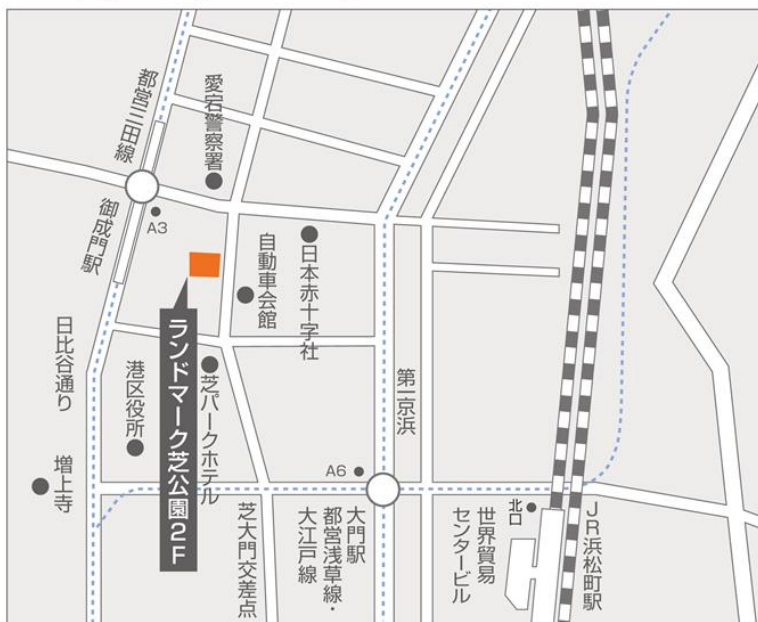 都営三田線
愛宕警察署
御成門駅
A3
自動車会館
日本赤十字社
ランドマーク芝公園2F
日比谷通り
港区役所
芝パークホテル
増上寺
第一京浜
A6
芝大門交差点
大門駅
都営浅草線・
大江戸線
世界貿易
センタービル
北口
JR浜松町駅